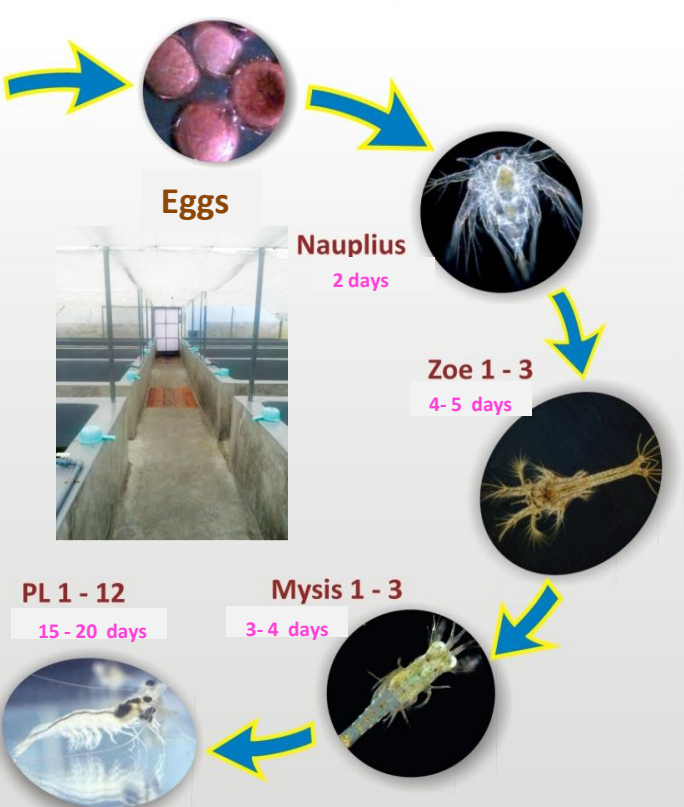 Eggs
Nauplius
2 days
Zoe 1 - 3
4- 5 days
Mysis 1 - 3
3- 4 days
PL 1 - 12
15 - 20 days